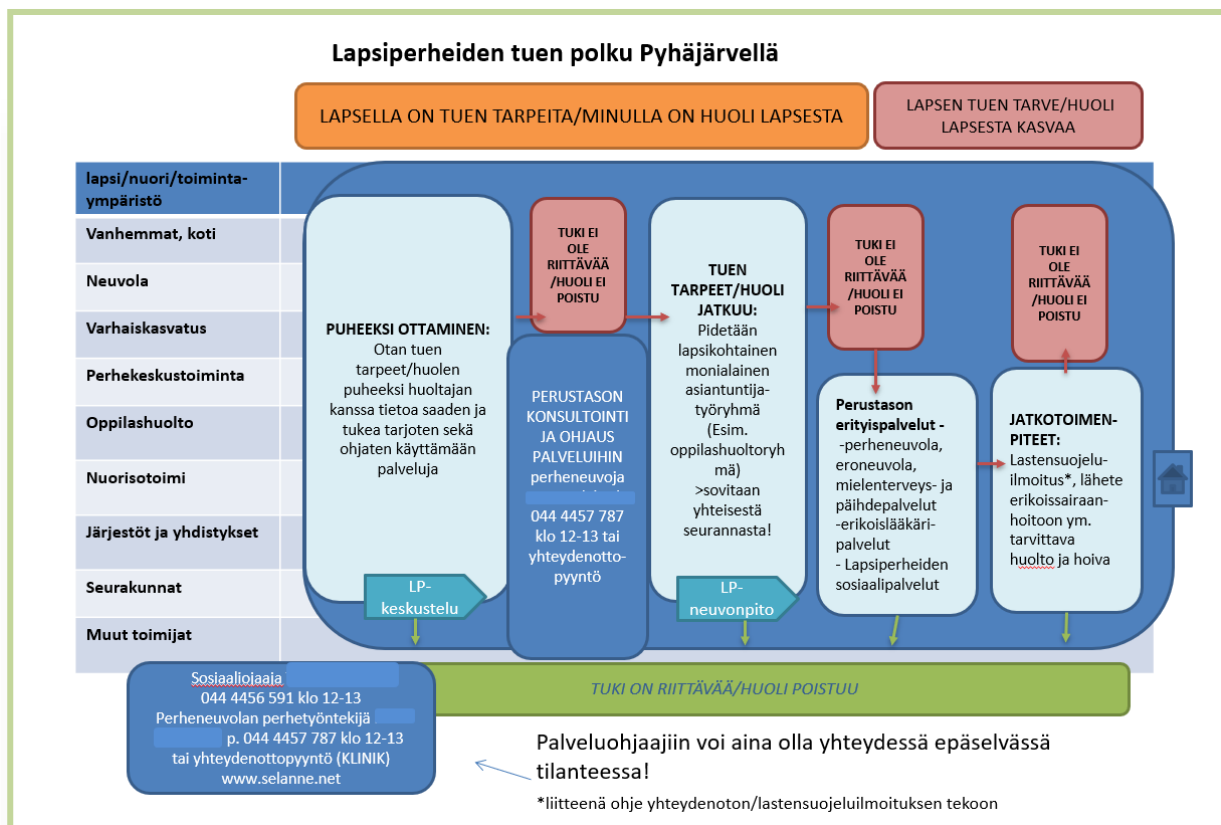 Lapsiperheiden tuen polku Pyhäjärvellä
LAPSELLA ON TUEN TARPEITA/MINULLA ON HUOLI LAPSESTA
LAPSEN TUEN TARVE/HUOLI
LAPSESTA KASVAA
lapsi/nuori/toiminta-
ympäristö
Vanhemmat, koti
Neuvola
Varhaiskasvatus
Perhekeskustoiminta
Oppilashuolto
Nuorisotoimi
Järjestöt ja yhdistykset
Seurakunnat
Muut toimijat
PUHEEKSI OTTAMINEN:
Otan tuen
tarpeet/huolen
puheeksi huoltajan
kanssa tietoa saaden ja
tukea tarjoten sekä
ohjaten käyttämään
palveluja
LP-
keskustelu
TUKI EI
OLE
RIITTÄVÄÄ
/HUOLI EI
POISTU
PERUSTASON
KONSULTOINTI
JA OHJAUS
PALVELUIHIN
perheneuvoja
044 4457 787
klo 12-13 tai
yhteydenotto-
pyyntö
TUEN
TARPEET/HUOLI
JATKUU:
Pidetään
lapsikohtainen
monialainen
asiantuntija-
työryhmä
(Esim.
oppilashuoltoryh
mä)
>sovitaan
yhteisestä
seurannasta!
LP-
neuvonpito
TUKI EI
OLE
RIITTÄVÄÄ
/HUOLI EI
POISTU
Perustason
erityispalvelut -
-perheneuvola,
eroneuvola,
mielenterveys- ja
päihdepalvelut
-erikoislääkäri-
palvelut
- Lapsiperheiden
sosiaalipalvelut
TUKI EI
OLE
RIITTÄVÄÄ
/HUOLI EI
POISTU
JATKOTOIMEN-
PITEET:
Lastensuojelu-
ilmoitus*, lähete
erikoissairaan-
hoitoon ym.
tarvittava
huolto ja hoiva
TUKI ON RIITTÄVÄÄ/HUOLI POISTUU
Sosiaaliojaaja
044 4456 591 klo 12-13
Perheneuvolan perhetyöntekijä
p. 044 4457 787 klo 12-13
tai yhteydenottopyyntö (KLINIK)
www.selanne.net
Palveluohjaajiin voi aina olla yhteydessä epäselvässä
tilanteessa!
*liitteenä ohje yhteydenoton/lastensuojeluilmoituksen tekoon